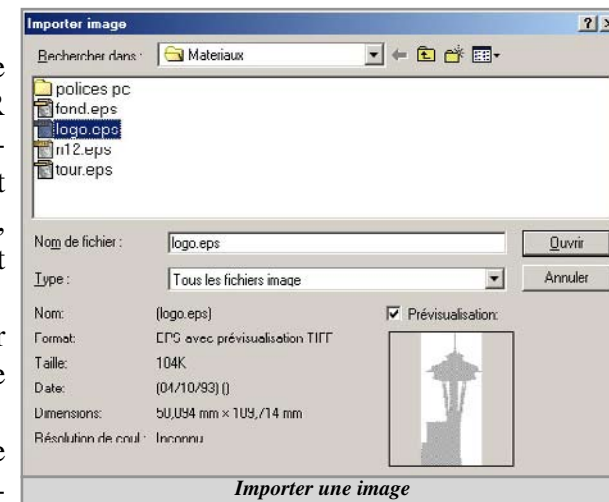 Importer image
Rechercher dans :
Materiaux
polices pc
fond.eps
logo.eps
n12.eps
tour.eps
Nom de fichier :
logo.eps
Ouvrir
Type :
Tous les fichiers image
Annuler
Nom:
(logo.eps)
Prévisualisation:
Format:
EPS avec prévisualisation TIFF
Taille:
104K
Date:
(04/10/93) ()
Dimensions:
50,094 mm × 109,714 mm
Résolution de coul :
Inconnu
Importer une image